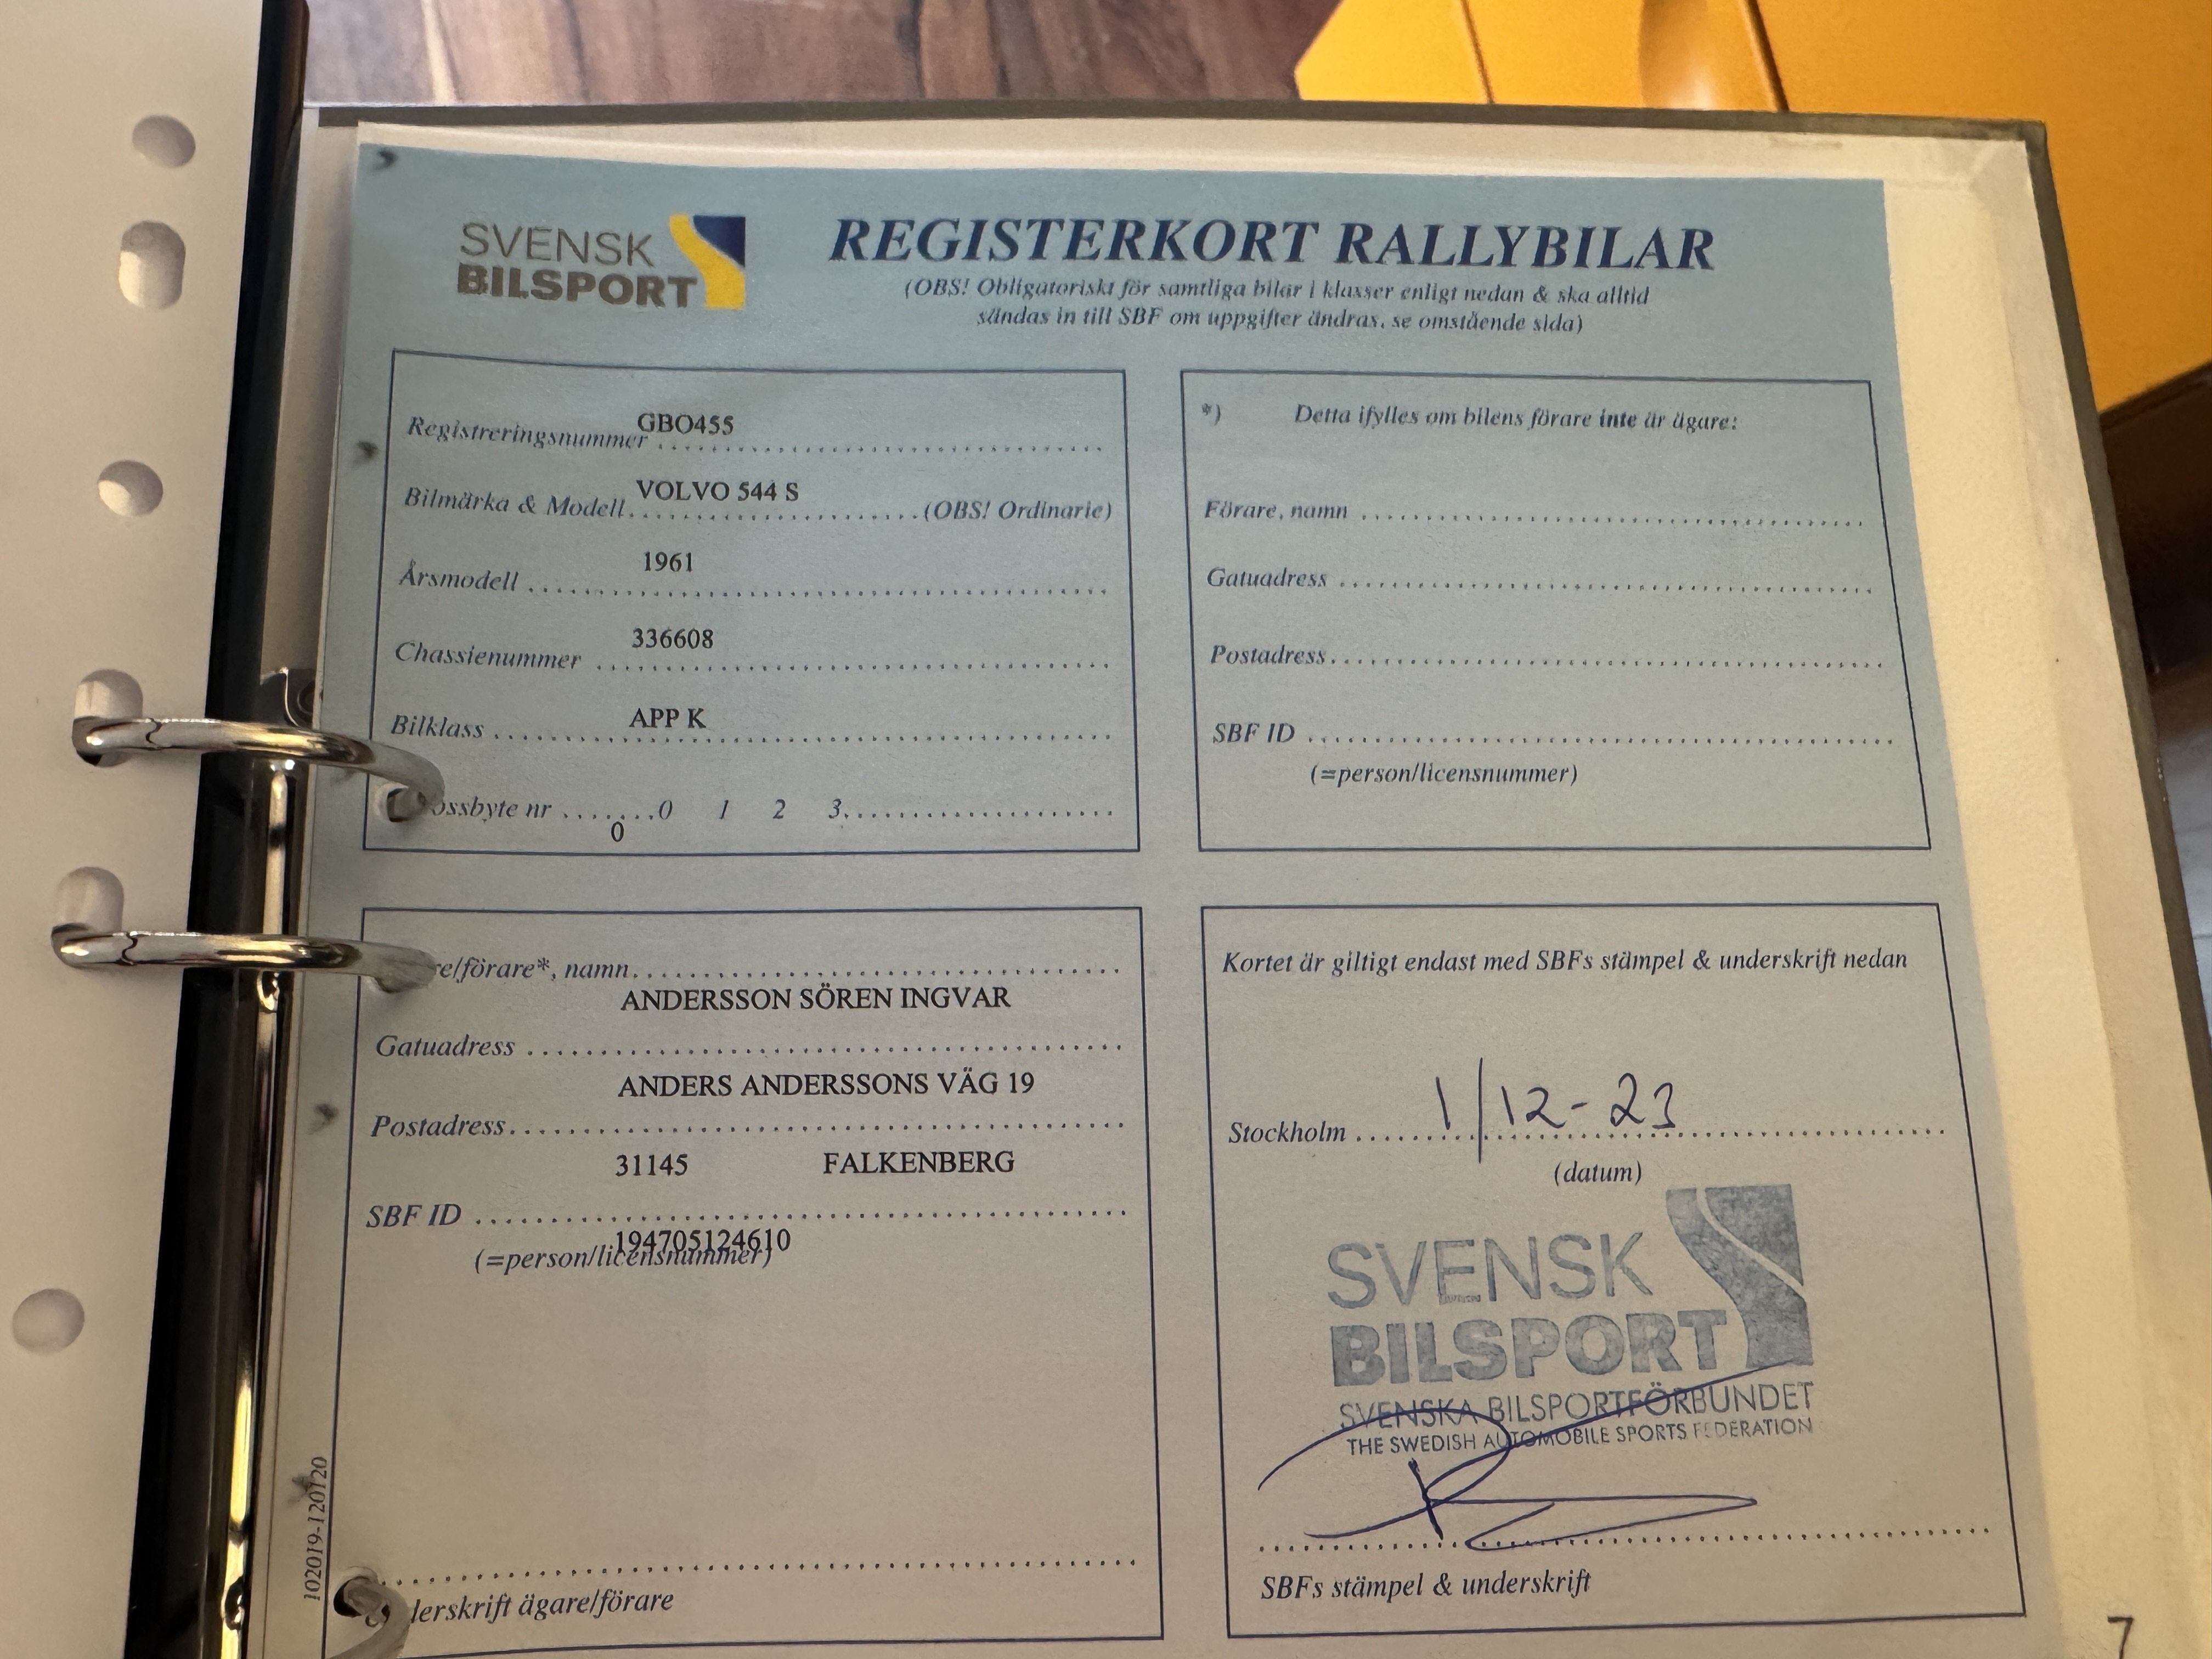 SVENSK
BILSPORT
REGISTERKORT RALLYBILAR
(OBS! Obligatoriskt för samtliga bilar i klasser enligt nedan & ska alltid
sändas in till SBF om uppgifter ändras, se omstående sida)
Registreringsnummer GBO455
Bilmärka & Modell VOLVO 544 S (OBS! Ordinarie)
Årsmodell 1961
Chassienummer 336608
Bilklass APP K
ossbyte nr 0 1 2 3
0
*) Detta ifylles om bilens förare inte är ägare:
Förare, namn
Gatuadress
Postadress
SBF ID
(=person/licensnummer)
re/förare*, namn
ANDERSSON SÖREN INGVAR
Gatuadress
ANDERS ANDERSSONS VÄG 19
Postadress
31145 FALKENBERG
SBF ID
194705124610
(=person/licensnummer)
derskrift ägare/förare
102019-120120
Kortet är giltigt endast med SBFs stämpel & underskrift nedan
Stockholm 1/12-23
(datum)
SVENSK
BILSPORT
SVENSKA BILSPORTFÖRBUNDET
THE SWEDISH AUTOMOBILE SPORTS FEDERATION
SBFs stämpel & underskrift
7